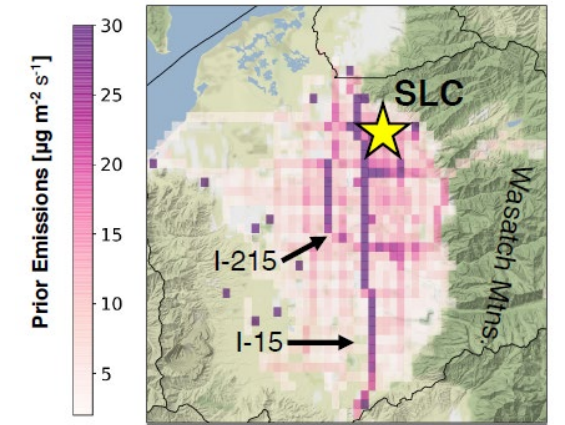 Prior Emissions [μg m⁻² s⁻¹]
30
25
20
15
10
5
SLC
I-215
I-15
Wasatch Mtns.